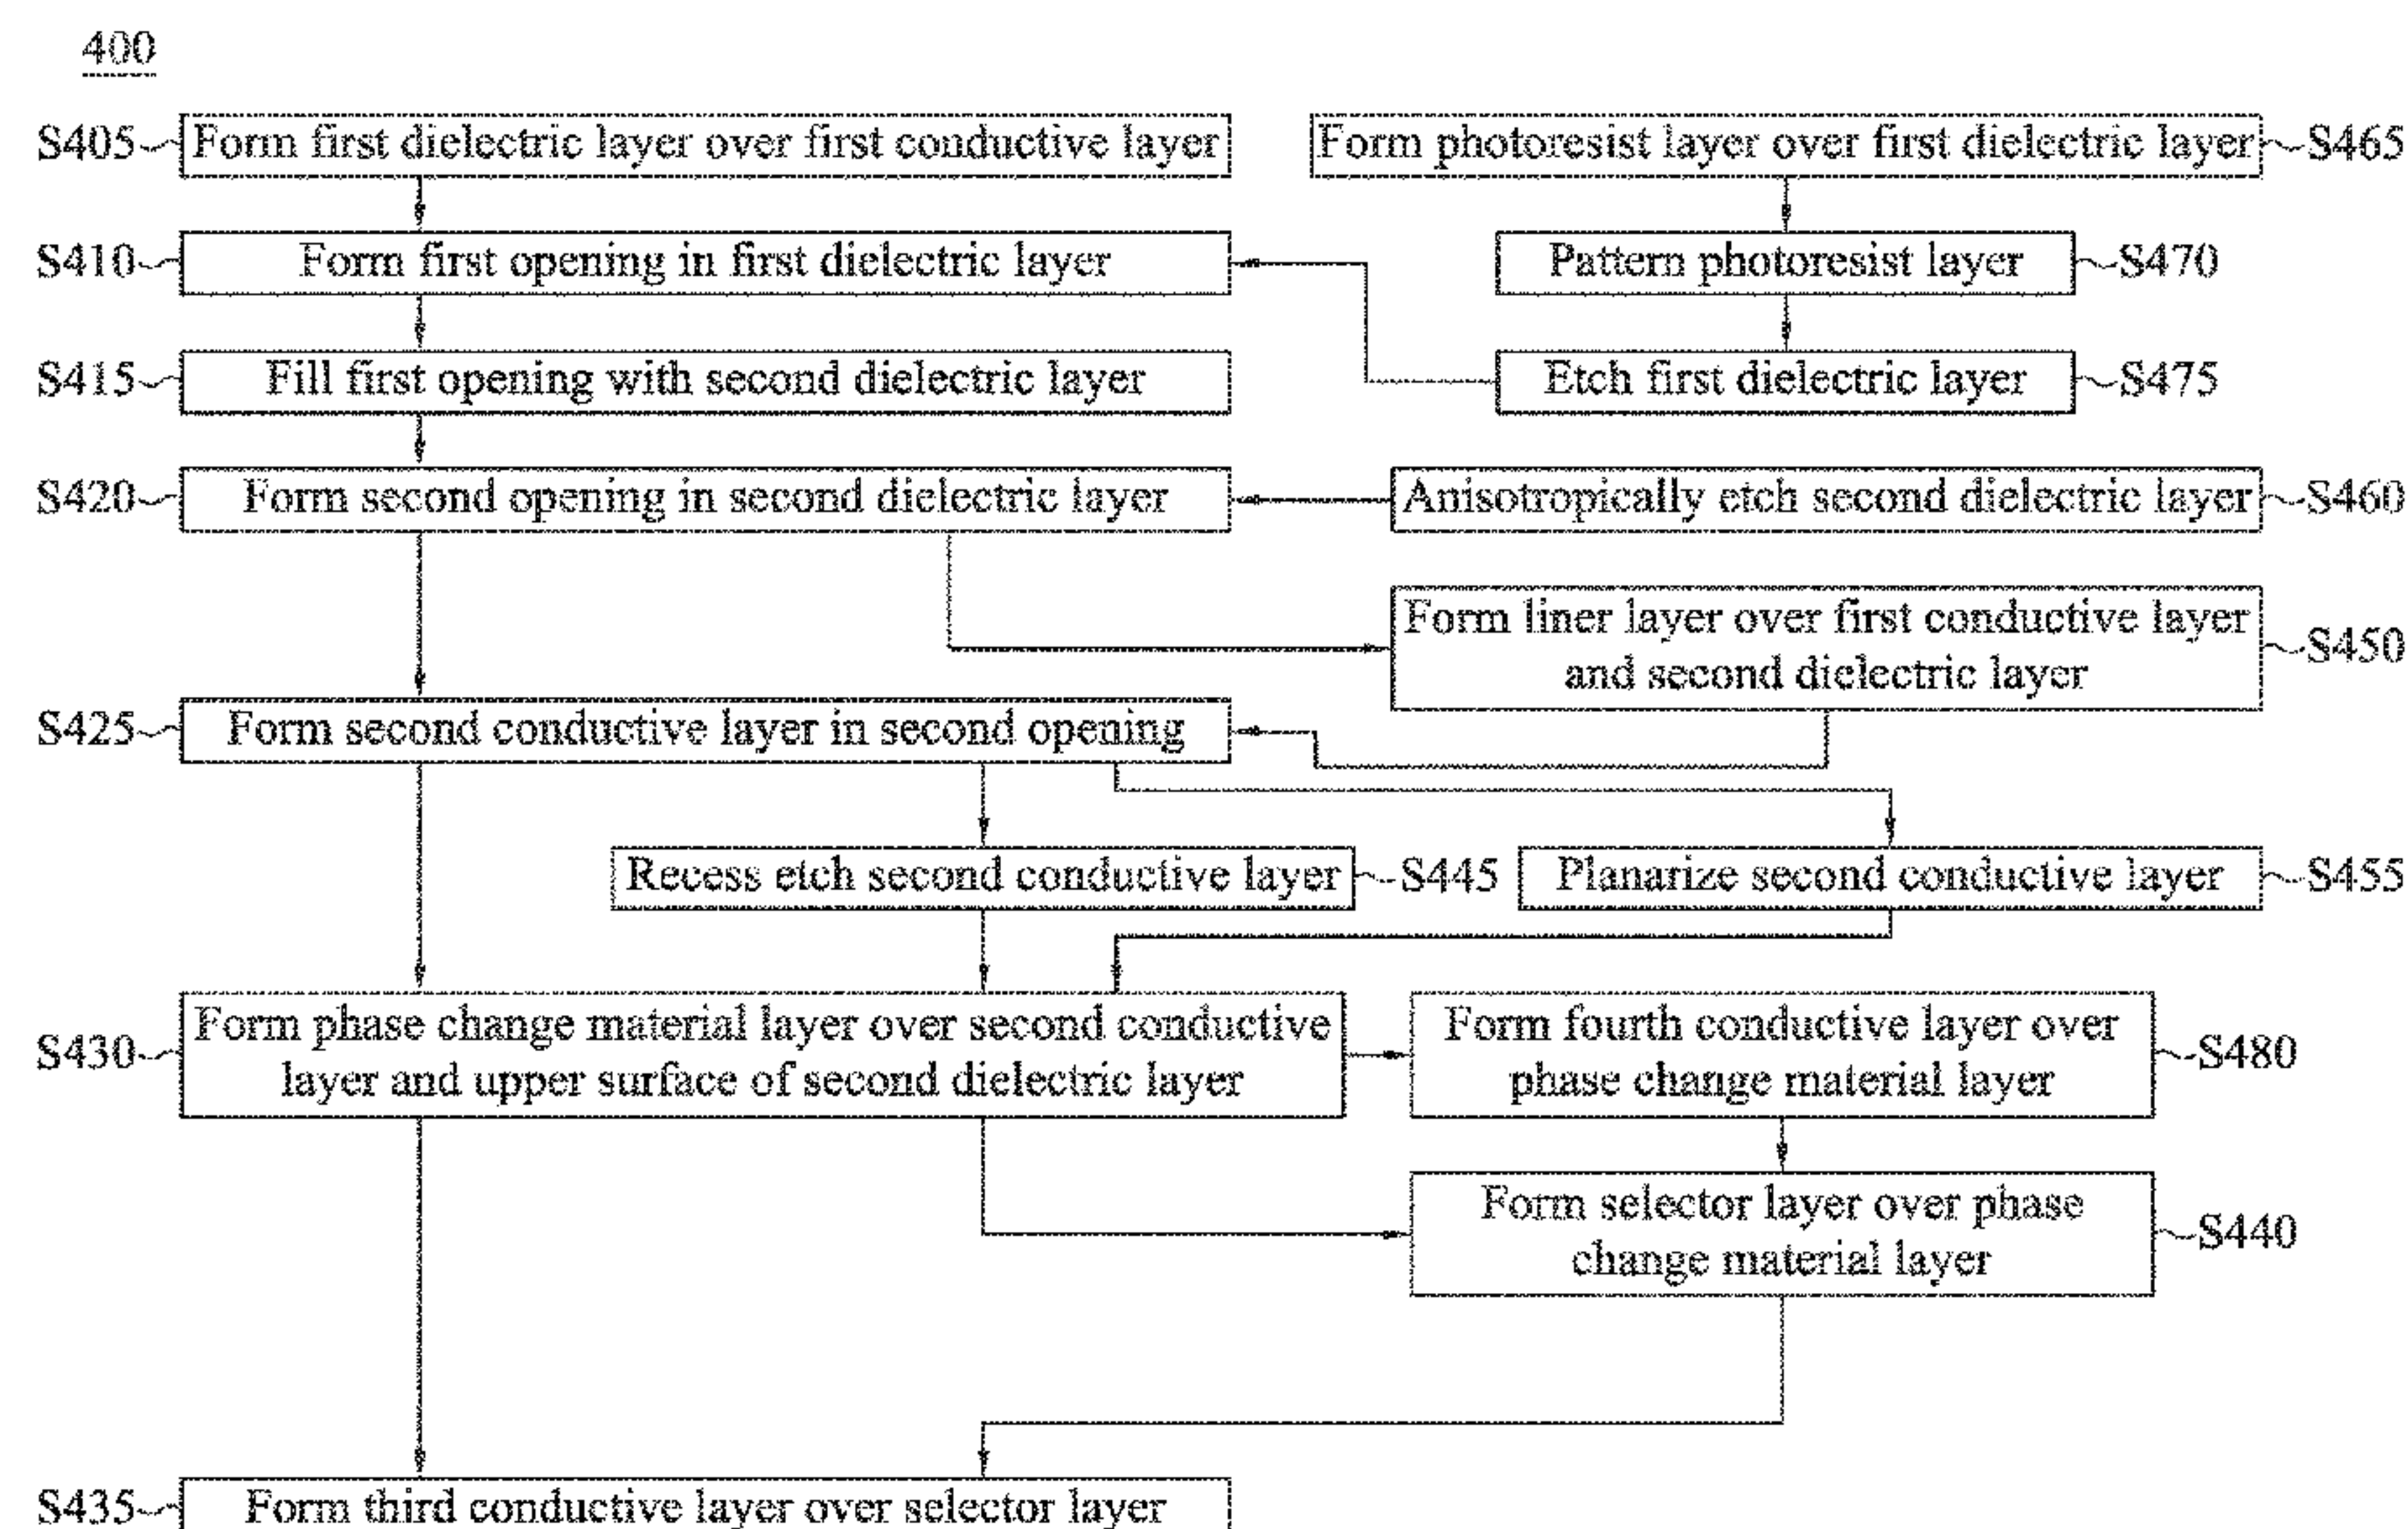 400
S405 Form first dielectric layer over first conductive layer
Form photoresist layer over first dielectric layer S465
S410 Form first opening in first dielectric layer
Pattern photoresist layer S470
S415 Fill first opening with second dielectric layer
Etch first dielectric layer S475
S420 Form second opening in second dielectric layer
Anisotropically etch second dielectric layer S460
Form liner layer over first conductive layer
and second dielectric layer
S450
S425 Form second conductive layer in second opening
Recess etch second conductive layer S445
Planarize second conductive layer S455
S430
Form phase change material layer over second conductive
layer and upper surface of second dielectric layer
Form fourth conductive layer over
phase change material layer
S480
Form selector layer over phase
change material layer
S440
S435 Form third conductive layer over selector layer